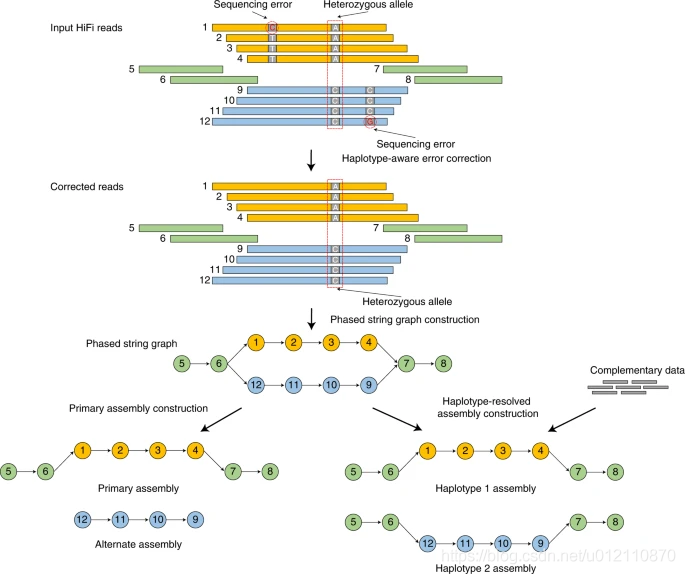 Sequencing error
Heterozygous allele
Input HiFi reads
1 A
2 T A
3 T A
4 T A
5 7
6 8
9
10
11
12
Sequencing error
Haplotype-aware error correction
Corrected reads
1 A
2 A
3 A
4 A
5 7
6 8
9
10
11
12
Heterozygous allele
Phased string graph construction
Phased string graph
1 2 3 4
5 6 7 8
12 11 10 9
Complementary data
Primary assembly construction
Haplotype-resolved
assembly construction
1 2 3 4
5 6 7 8
Primary assembly
12 11 10 9
Alternate assembly
1 2 3 4
5 6 7 8
Haplotype 1 assembly
5 6 7 8
12 11 10 9
Haplotype 2 assembly
https://blog.csdn.net/u012110870